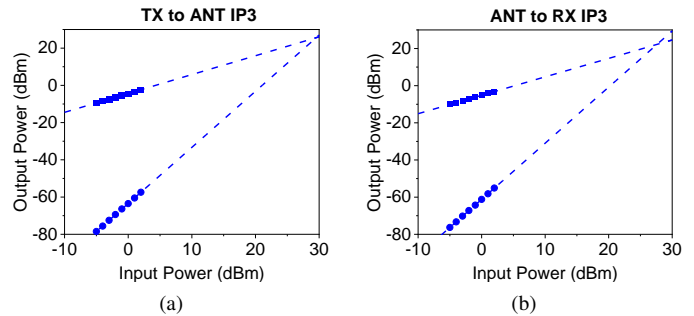 TX to ANT IP3
Output Power (dBm)
20
0
-20
-40
-60
-80
-10 0 10 20 30
Input Power (dBm)
(a)
ANT to RX IP3
Output Power (dBm)
20
0
-20
-40
-60
-80
-10 0 10 20 30
Input Power (dBm)
(b)